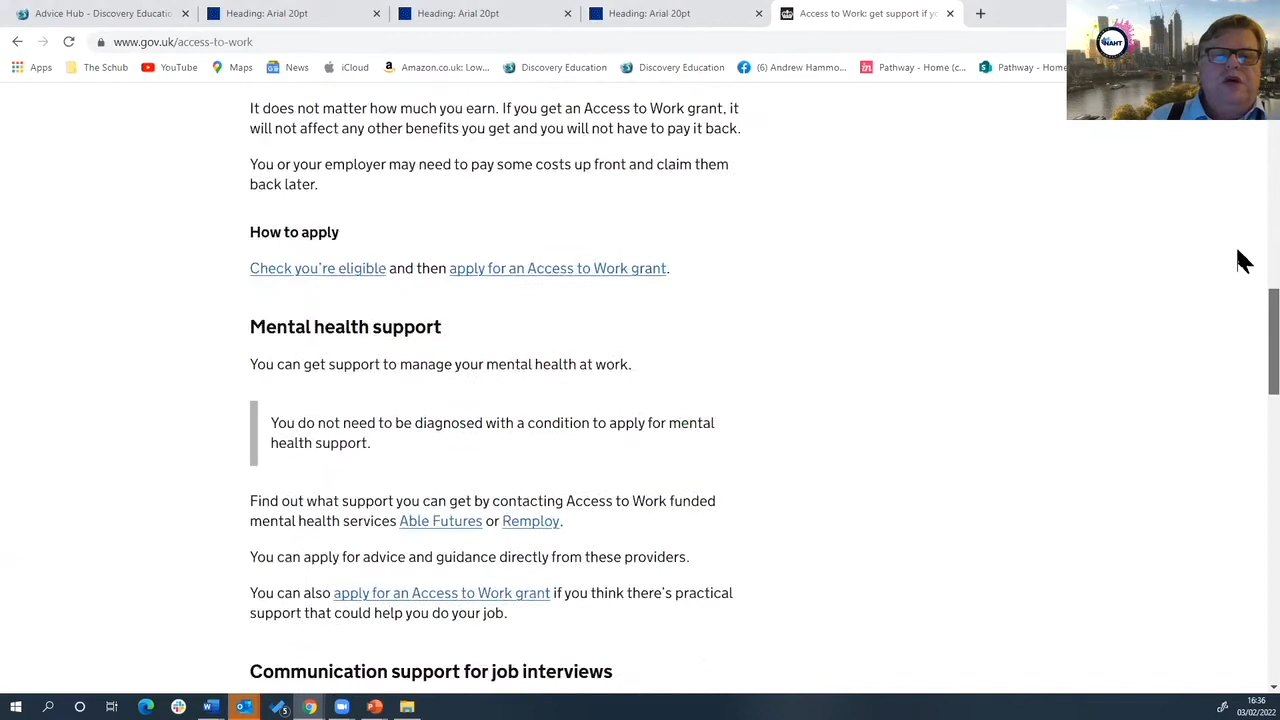 Advice Hub - Discovery Education
Heading: Arial 20pt
Heading: Arial 20pt
Heading: Arial 20pt
Access to Work: get support if yo
www.gov.uk/access-to-work
Apps
The Schub
YouTube
Maps
News
iCloud
Amazon.co.uk: Low...
Discovery Education
Discovery Education
(6) Andrew Hammo...
Pathway - Home (c...
Pathway - Home
NAHT
It does not matter how much you earn. If you get an Access to Work grant, it
will not affect any other benefits you get and you will not have to pay it back.
You or your employer may need to pay some costs up front and claim them
back later.
How to apply
Check you're eligible and then apply for an Access to Work grant.
Mental health support
You can get support to manage your mental health at work.
You do not need to be diagnosed with a condition to apply for mental
health support.
Find out what support you can get by contacting Access to Work funded
mental health services Able Futures or Remploy.
You can apply for advice and guidance directly from these providers.
You can also apply for an Access to Work grant if you think there's practical
support that could help you do your job.
Communication support for job interviews
16:36
03/02/2022